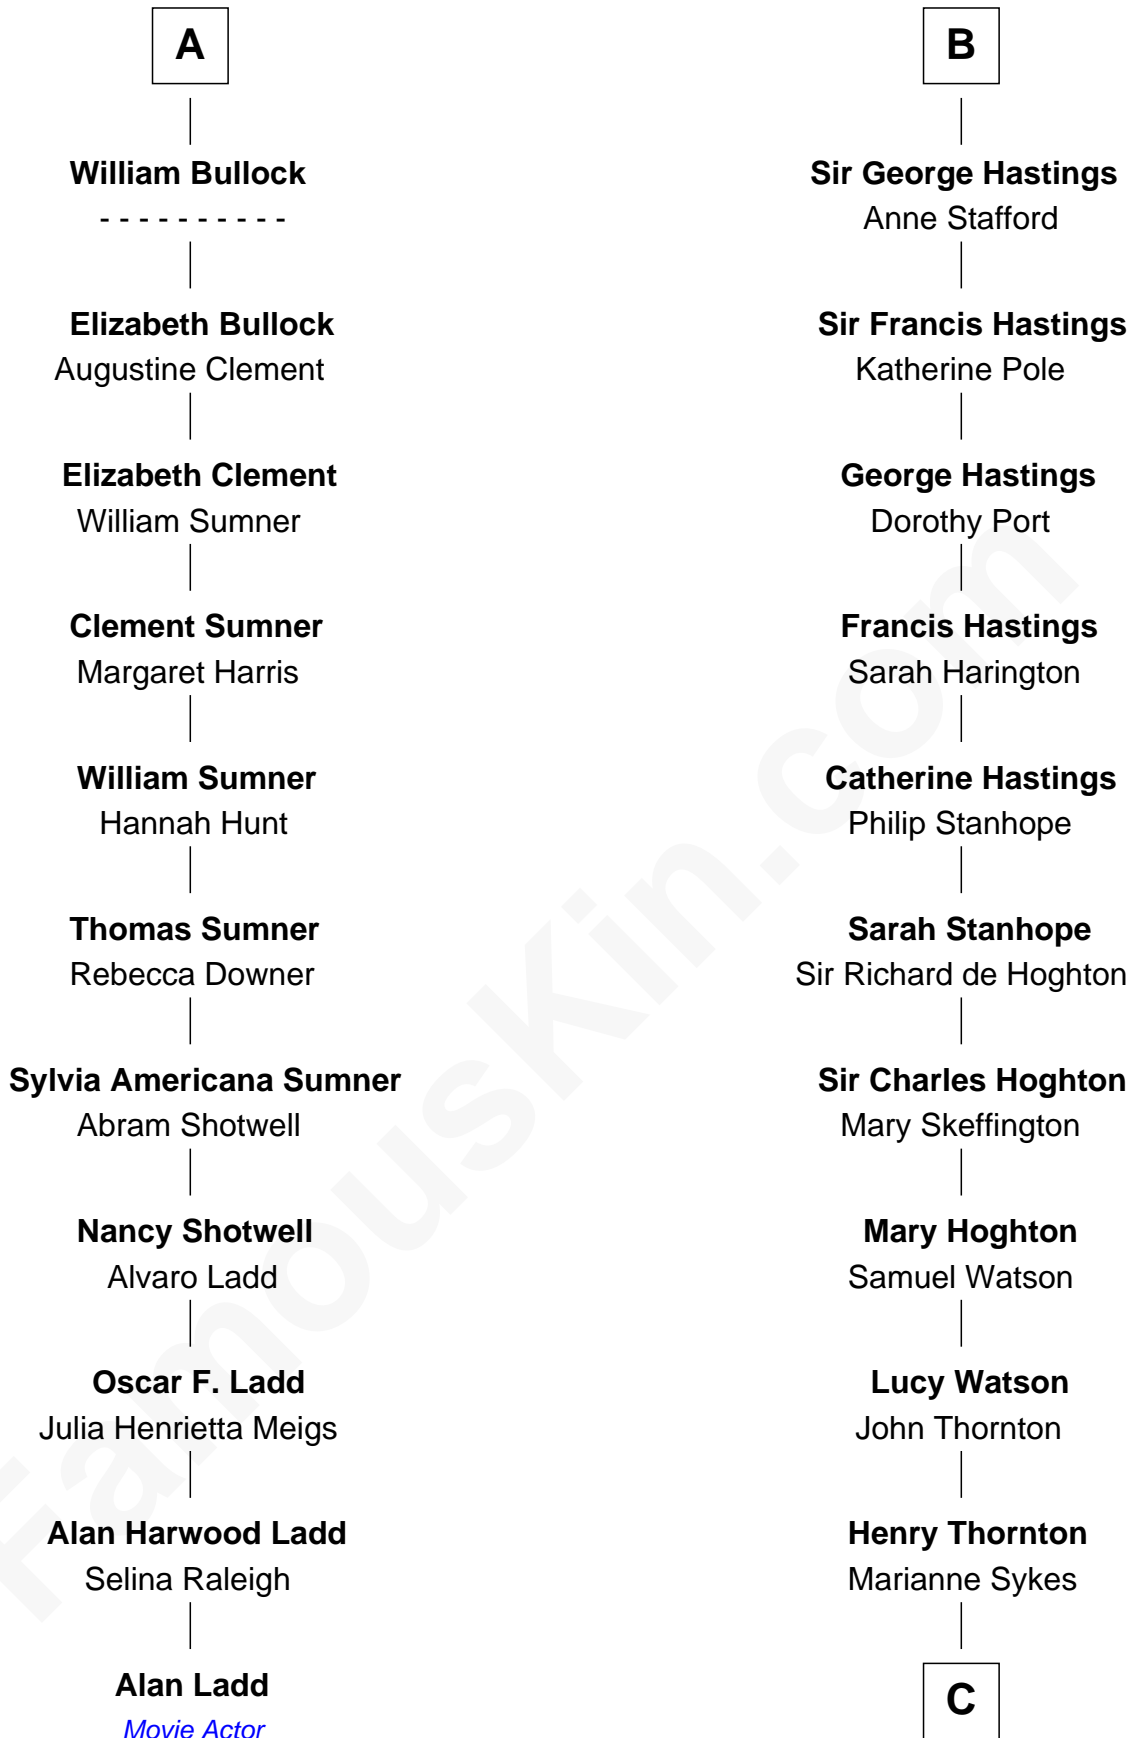 A
William Bullock
- - - - - - - - - -
Elizabeth Bullock
Augustine Clement
Elizabeth Clement
William Sumner
Clement Sumner
Margaret Harris
William Sumner
Hannah Hunt
Thomas Sumner
Rebecca Downer
Sylvia Americana Sumner
Abram Shotwell
Nancy Shotwell
Alvaro Ladd
Oscar F. Ladd
Julia Henrietta Meigs
Alan Harwood Ladd
Selina Raleigh
Alan Ladd
Movie Actor
B
Sir George Hastings
Anne Stafford
Sir Francis Hastings
Katherine Pole
George Hastings
Dorothy Port
Francis Hastings
Sarah Harington
Catherine Hastings
Philip Stanhope
Sarah Stanhope
Sir Richard de Hoghton
Sir Charles Hoghton
Mary Skeffington
Mary Hoghton
Samuel Watson
Lucy Watson
John Thornton
Henry Thornton
Marianne Sykes
C
FamousKin.com